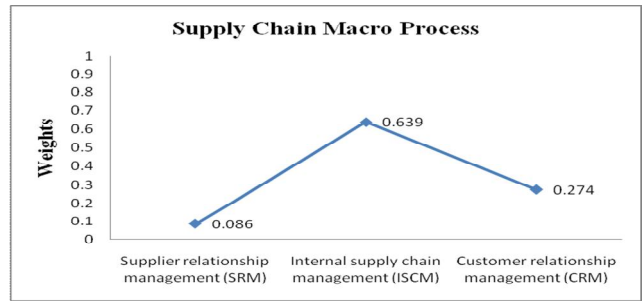 Supply Chain Macro Process
Weights
1
0.9
0.8
0.7
0.6
0.5
0.4
0.3
0.2
0.1
0
0.086
0.639
0.274
Supplier relationship
management (SRM)
Internal supply chain
management (ISCM)
Customer relationship
management (CRM)